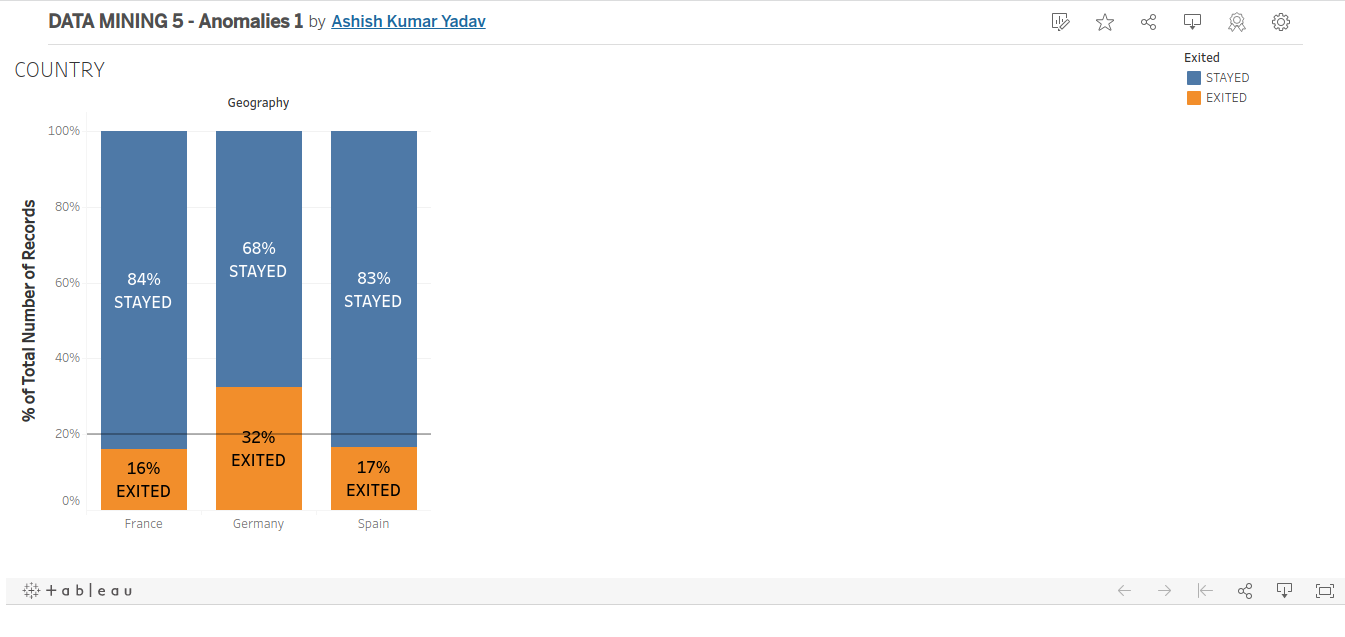 DATA MINING 5 - Anomalies 1 by Ashish Kumar Yadav
COUNTRY
Exited
STAYED
EXITED
Geography
% of Total Number of Records
100%
80%
60%
40%
20%
0%
84%
STAYED
16%
EXITED
68%
STAYED
32%
EXITED
83%
STAYED
17%
EXITED
France
Germany
Spain
+ a b l e a u